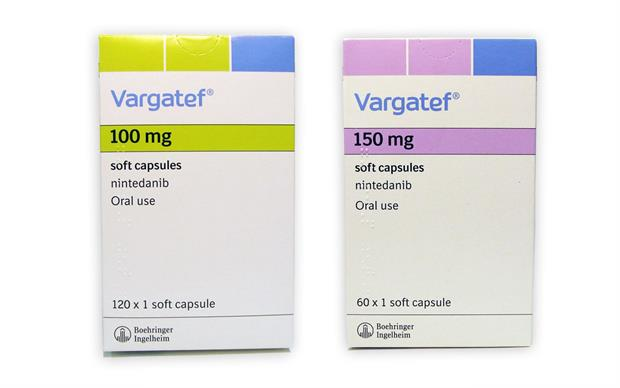 Vargatef®
100 mg
soft capsules
nintedanib
Oral use
120 x 1 soft capsule
Boehringer
Ingelheim
Vargatef®
150 mg
soft capsules
nintedanib
Oral use
60 x 1 soft capsule
Boehringer
Ingelheim